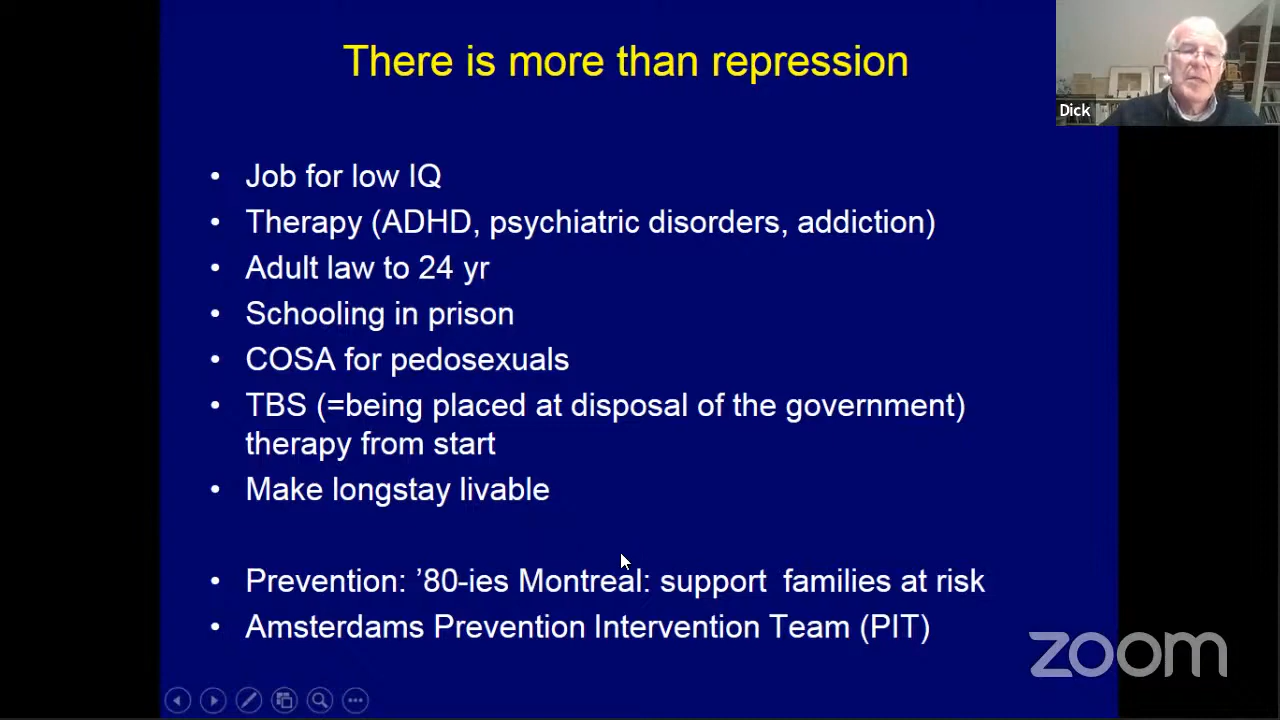 There is more than repression
Dick
• Job for low IQ
• Therapy (ADHD, psychiatric disorders, addiction)
• Adult law to 24 yr
• Schooling in prison
• COSA for pedosexuals
• TBS (=being placed at disposal of the government)
therapy from start
• Make longstay livable
• Prevention: ’80-ies Montreal: support  families at risk
• Amsterdams Prevention Intervention Team (PIT)
zoom